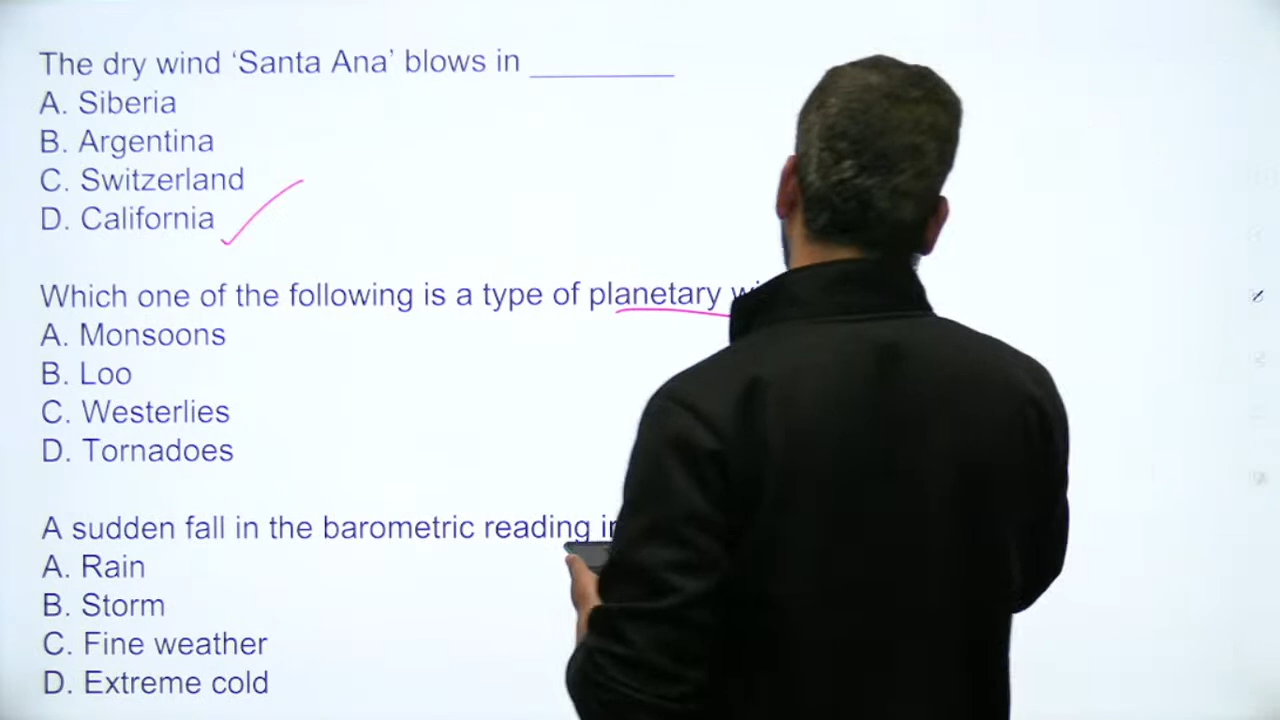 The dry wind ‘Santa Ana’ blows in __________
A. Siberia
B. Argentina
C. Switzerland
D. California
Which one of the following is a type of planetary
A. Monsoons
B. Loo
C. Westerlies
D. Tornadoes
A sudden fall in the barometric reading
A. Rain
B. Storm
C. Fine weather
D. Extreme cold